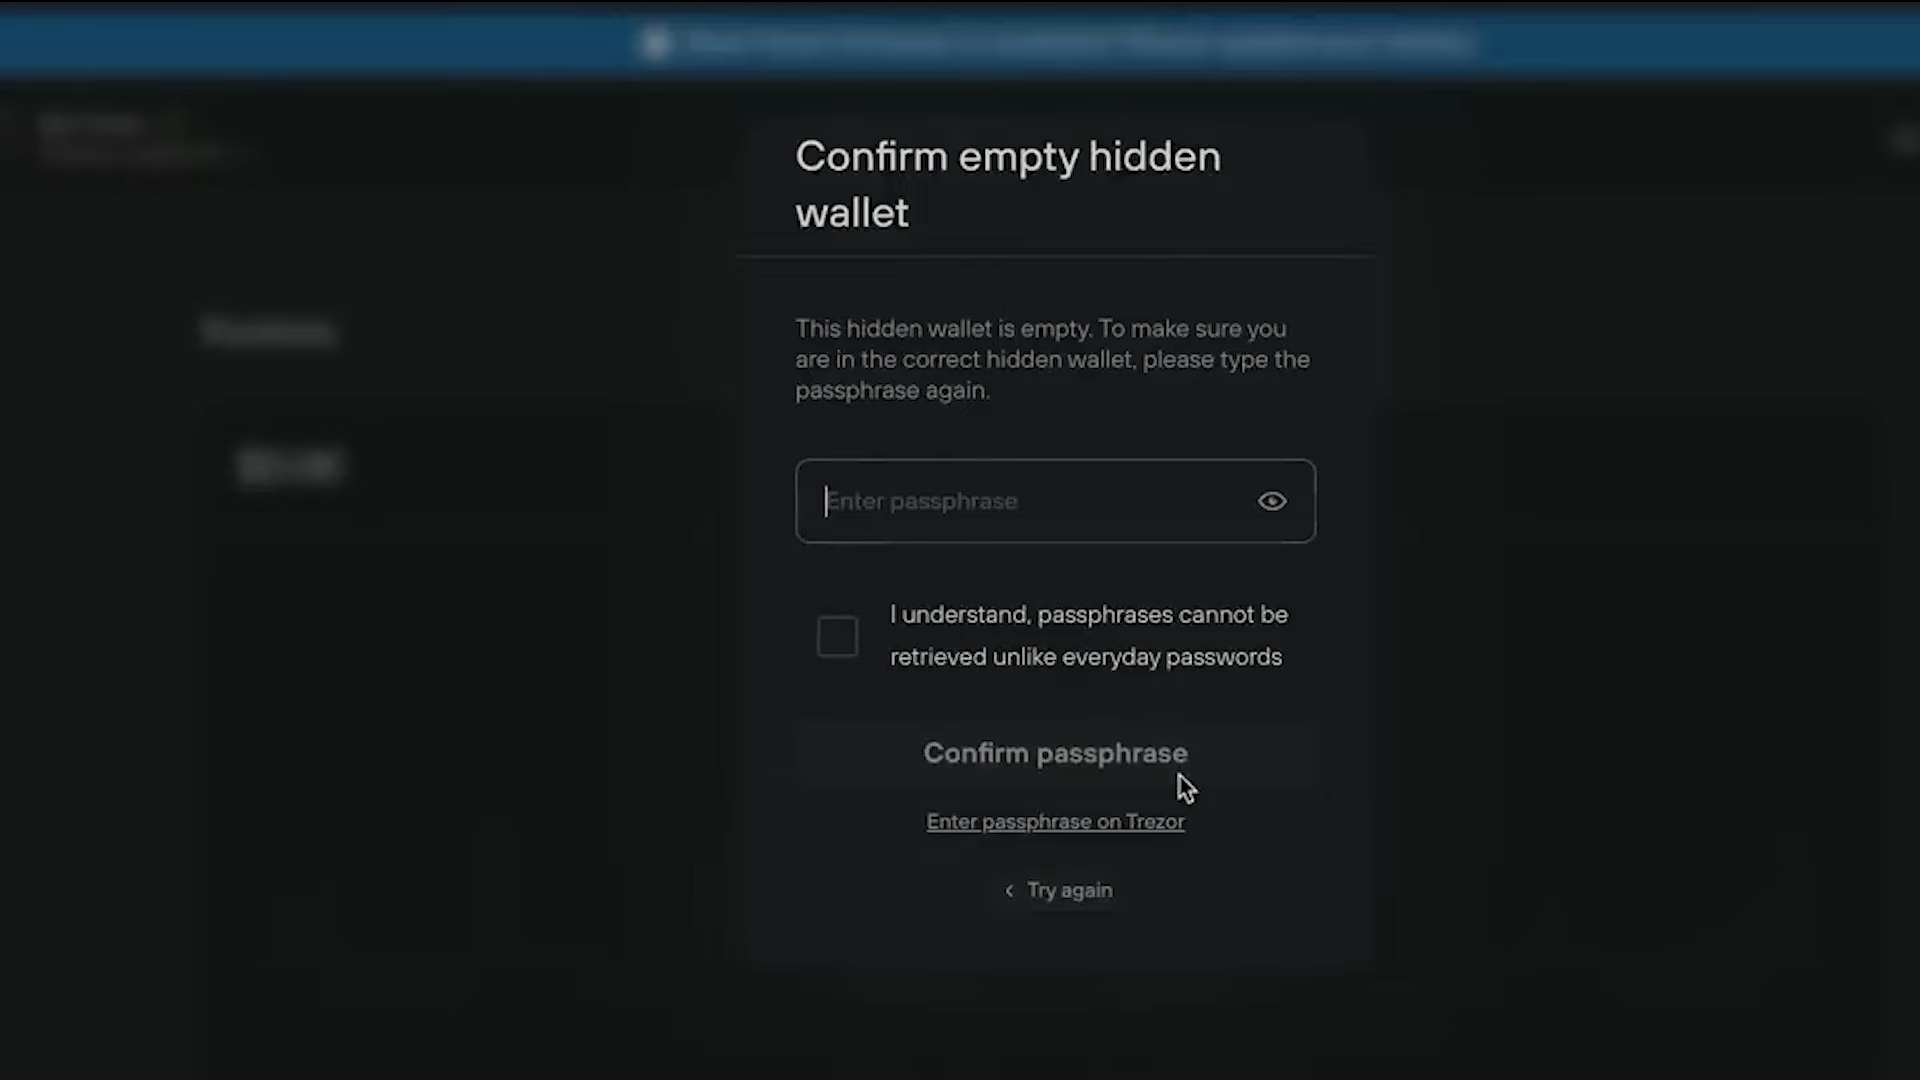 Confirm empty hidden
wallet
This hidden wallet is empty. To make sure you
are in the correct hidden wallet, please type the
passphrase again.
Enter passphrase
I understand, passphrases cannot be
retrieved unlike everyday passwords
Confirm passphrase
Enter passphrase on Trezor
Try again